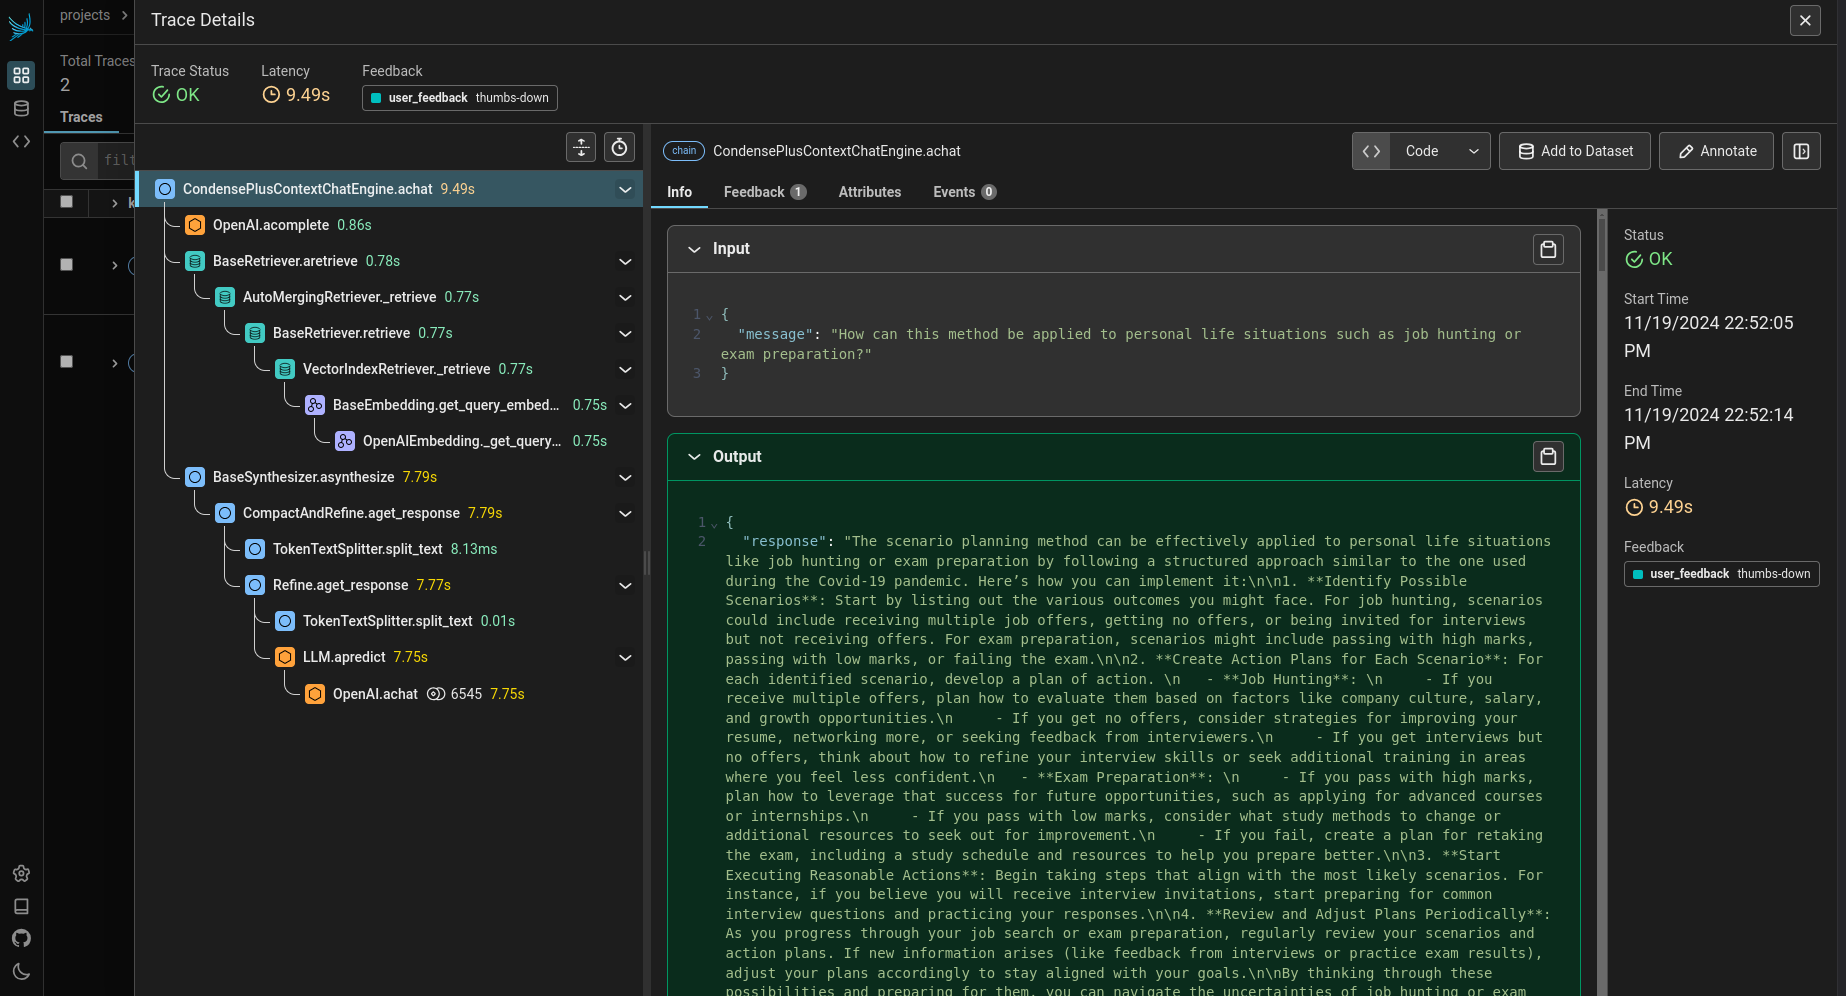 projects
Trace Details
Total Traces
2
Traces
Trace Status
OK
Latency
9.49s
Feedback
user_feedback thumbs-down
CondensePlusContextChatEngine.achat 9.49s
OpenAI.acomplete 0.86s
BaseRetriever.aretrieve 0.78s
AutoMergingRetriever._retrieve 0.77s
BaseRetriever.retrieve 0.77s
VectorIndexRetriever._retrieve 0.77s
BaseEmbedding.get_query_embed... 0.75s
OpenAIEmbedding._get_query... 0.75s
BaseSynthesizer.asynthesize 7.79s
CompactAndRefine.aget_response 7.79s
TokenTextSplitter.split_text 8.13ms
Refine.aget_response 7.77s
TokenTextSplitter.split_text 0.01s
LLM.apredict 7.75s
OpenAI.achat 6545 7.75s
chain CondensePlusContextChatEngine.achat
Code
Add to Dataset
Annotate
Info Feedback 1 Attributes Events 0
Input
1 {
2 "message": "How can this method be applied to personal life situations such as job hunting or
exam preparation?"
3 }
Output
1 {
2 "response": "The scenario planning method can be effectively applied to personal life situations
like job hunting or exam preparation by following a structured approach similar to the one used
during the Covid-19 pandemic. Here’s how you can implement it:\n\n1. **Identify Possible
Scenarios**: Start by listing out the various outcomes you might face. For job hunting, scenarios
could include receiving multiple job offers, getting no offers, or being invited for interviews
but not receiving offers. For exam preparation, scenarios might include passing with high marks,
passing with low marks, or failing the exam.\n\n2. **Create Action Plans for Each Scenario**: For
each identified scenario, develop a plan of action. \n   - **Job Hunting**: \n     - If you
receive multiple offers, plan how to evaluate them based on factors like company culture, salary,
and growth opportunities.\n     - If you get no offers, consider strategies for improving your
resume, networking more, or seeking feedback from interviewers.\n     - If you get interviews but
no offers, think about how to refine your interview skills or seek additional training in areas
where you feel less confident.\n   - **Exam Preparation**: \n     - If you pass with high marks,
plan how to leverage that success for future opportunities, such as applying for advanced courses
or internships.\n     - If you pass with low marks, consider what study methods to change or
additional resources to seek out for improvement.\n     - If you fail, create a plan for retaking
the exam, including a study schedule and resources to help you prepare better.\n\n3. **Start
Executing Reasonable Actions**: Begin taking steps that align with the most likely scenarios. For
instance, if you believe you will receive interview invitations, start preparing for common
interview questions and practicing your responses.\n\n4. **Review and Adjust Plans Periodically**:
As you progress through your job search or exam preparation, regularly review your scenarios and
action plans. If new information arises (like feedback from interviews or practice exam results),
adjust your plans accordingly to stay aligned with your goals.\n\nBy thinking through these
possibilities and preparing for them, you can navigate the uncertainties of job hunting or exam
Status
OK
Start Time
11/19/2024 22:52:05
PM
End Time
11/19/2024 22:52:14
PM
Latency
9.49s
Feedback
user_feedback thumbs-down